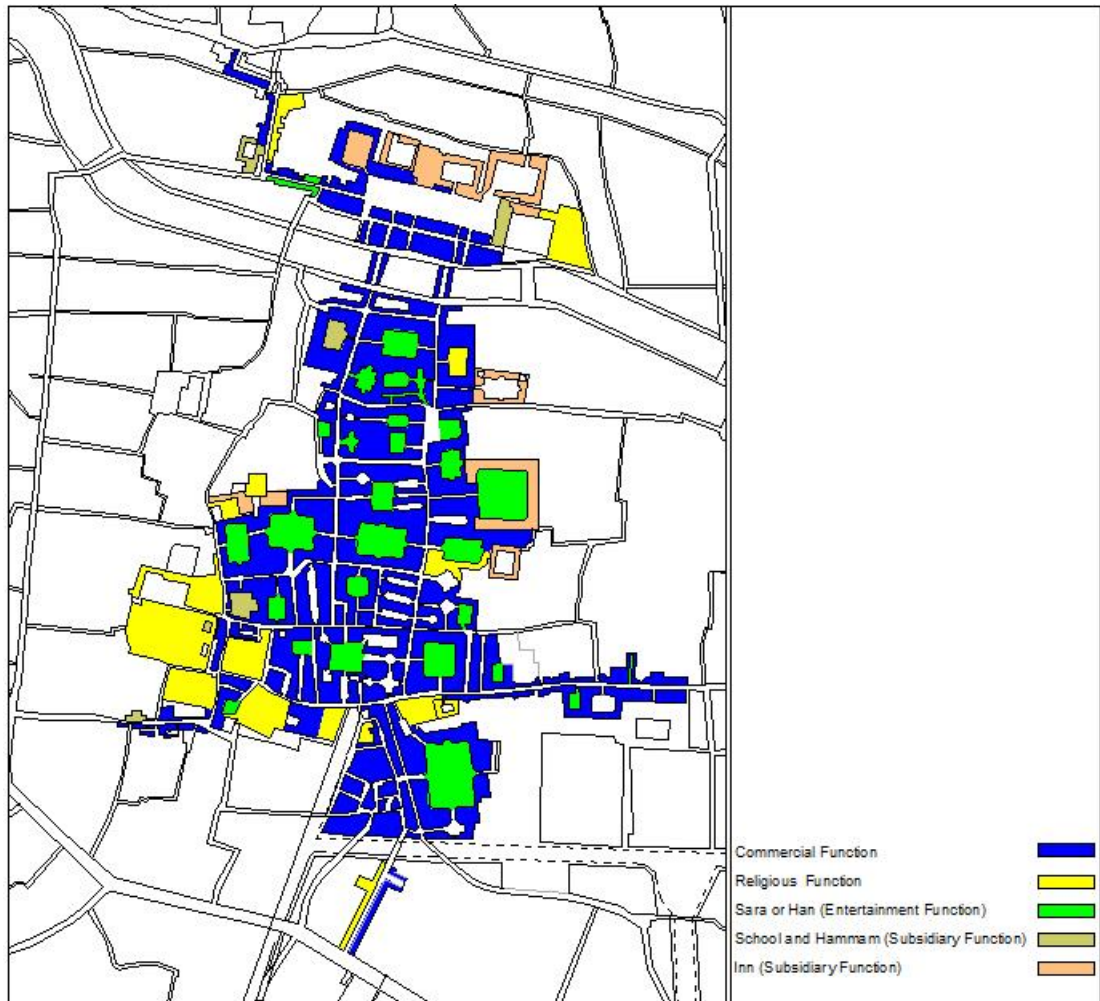 Commercial Function
Religious Function
Sara or Han (Entertainment Function)
School and Hammam (Subsidiary Function)
Inn (Subsidiary Function)